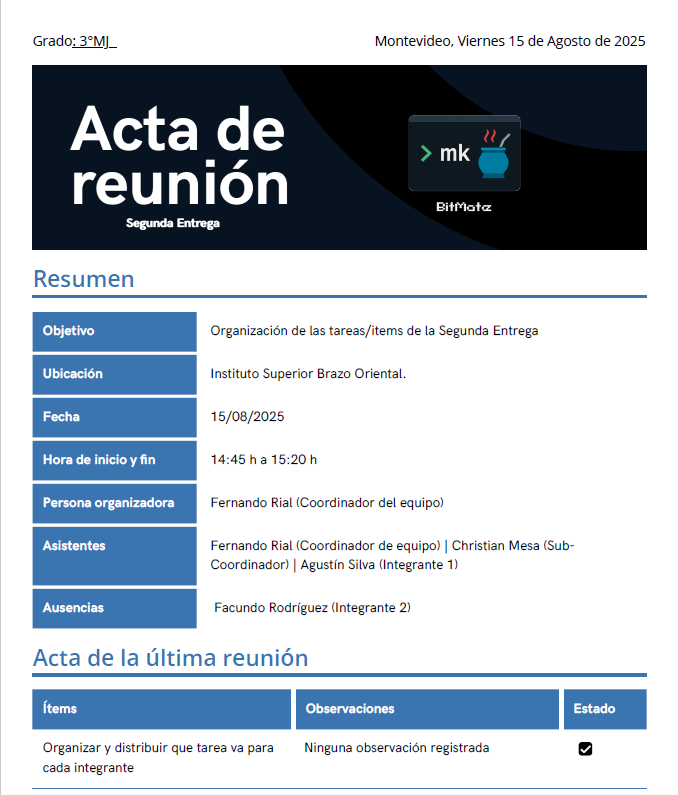 Grado: 3°MJ
Montevideo, Viernes 15 de Agosto de 2025
Acta de
reunión
Segunda Entrega
> mk
BitMate
Resumen
Objetivo
Organización de las tareas/items de la Segunda Entrega
Ubicación
Instituto Superior Brazo Oriental.
Fecha
15/08/2025
Hora de inicio y fin
14:45 h a 15:20 h
Persona organizadora
Fernando Rial (Coordinador del equipo)
Asistentes
Fernando Rial (Coordinador de equipo) | Christian Mesa (Sub-
Coordinador) | Agustín Silva (Integrante 1)
Ausencias
Facundo Rodríguez (Integrante 2)
Acta de la última reunión
Ítems
Observaciones
Estado
Organizar y distribuir que tarea va para
cada integrante
Ninguna observación registrada